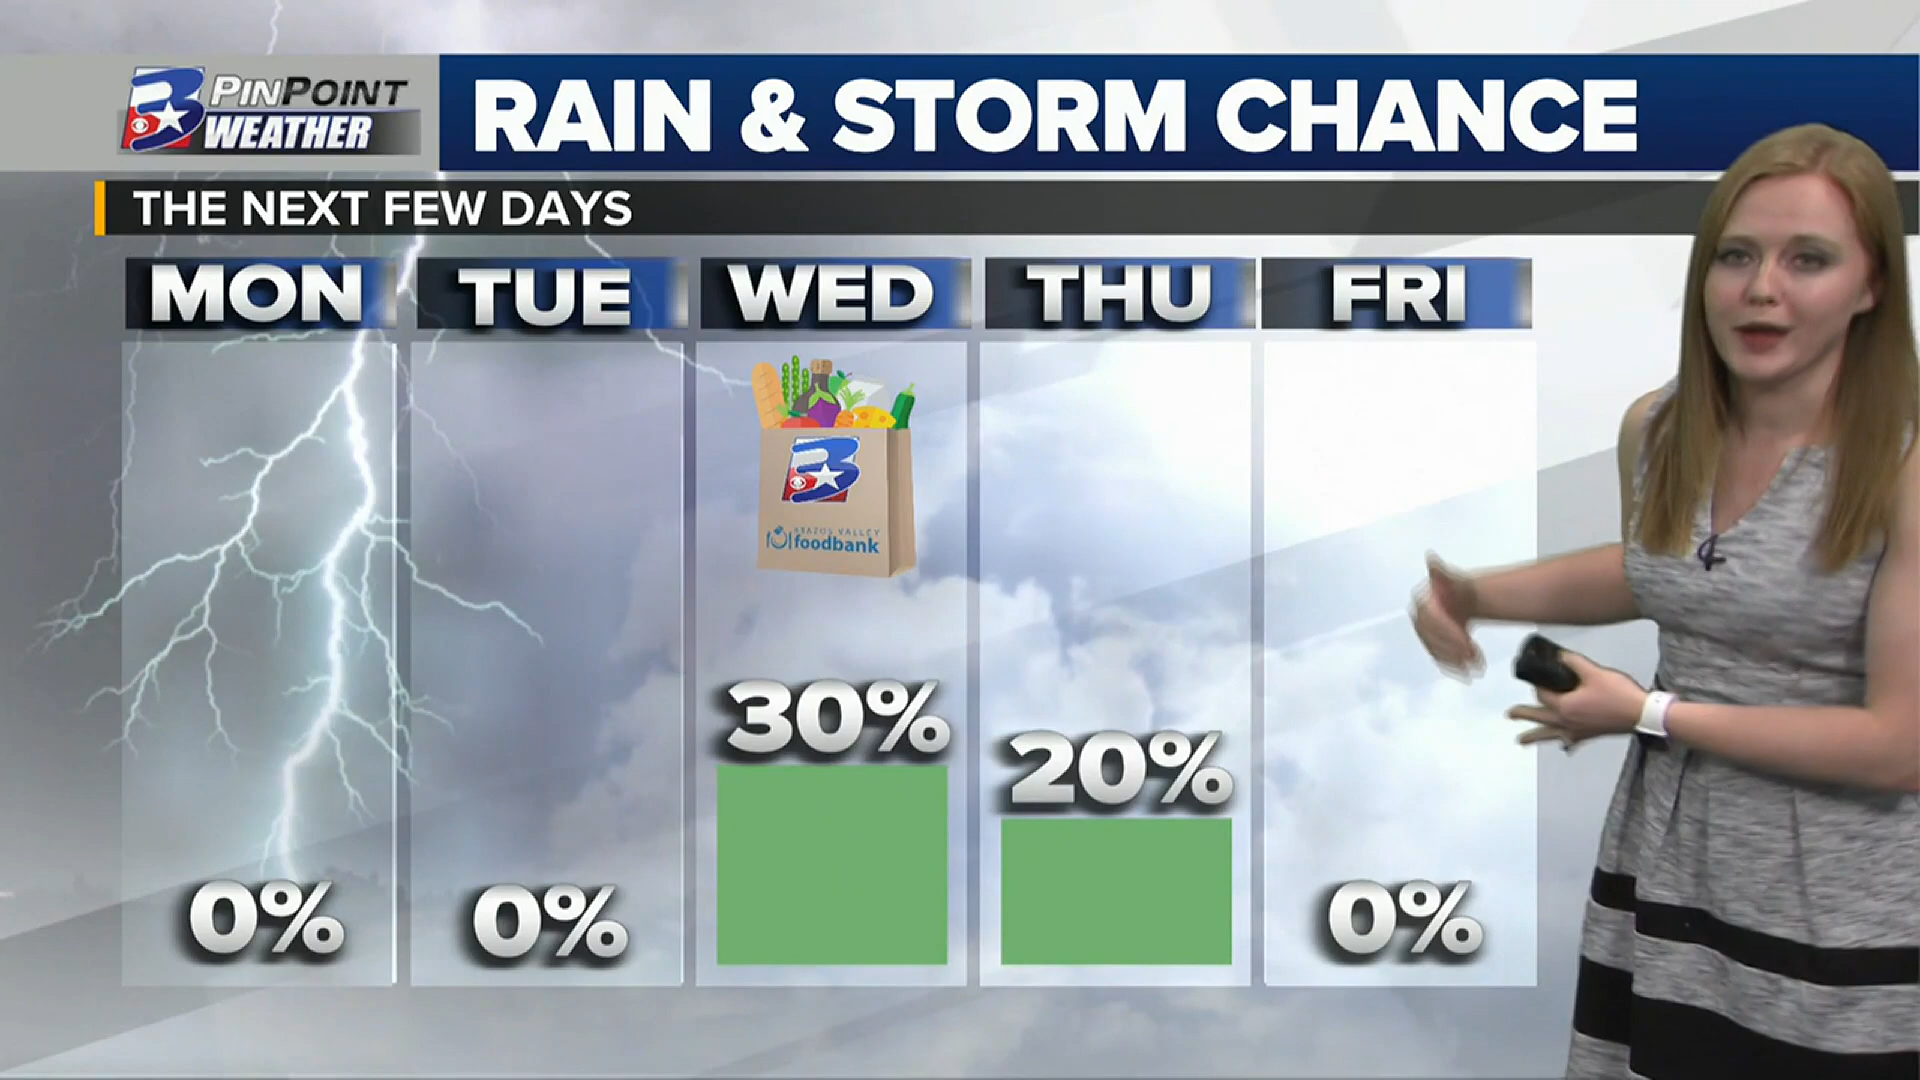 PINPOINT
WEATHER
RAIN & STORM CHANCE
THE NEXT FEW DAYS
MON TUE WED THU FRI
BRAZOS VALLEY
foodbank
30%
20%
0% 0% 0%